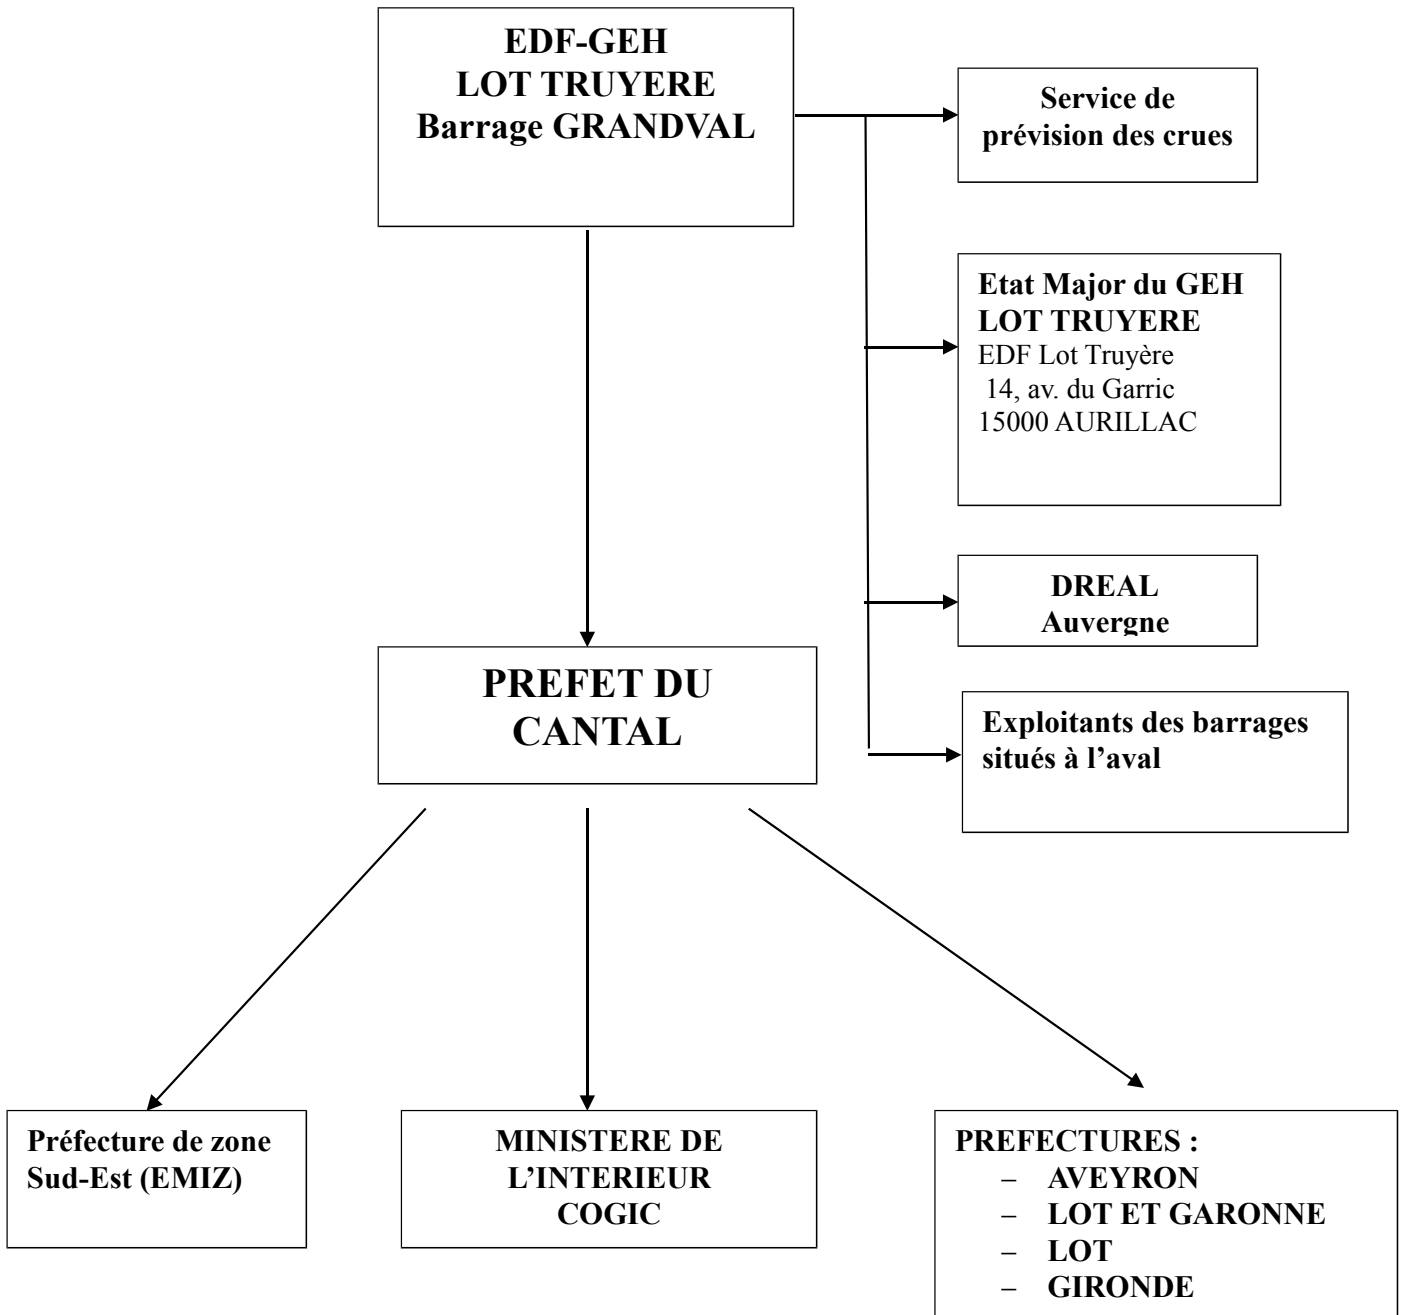 EDF-GEH
LOT TRUYERE
Barrage GRANDVAL
Service de
prévision des crues
Etat Major du GEH
LOT TRUYERE
EDF Lot Truyère
14, av. du Garric
15000 AURILLAC
DREAL
Auvergne
PREFET DU
CANTAL
Exploitants des barrages
situés à l’aval
Préfecture de zone
Sud-Est (EMIZ)
MINISTERE DE
L’INTERIEUR
COGIC
PREFECTURES :
– AVEYRON
– LOT ET GARONNE
– LOT
– GIRONDE